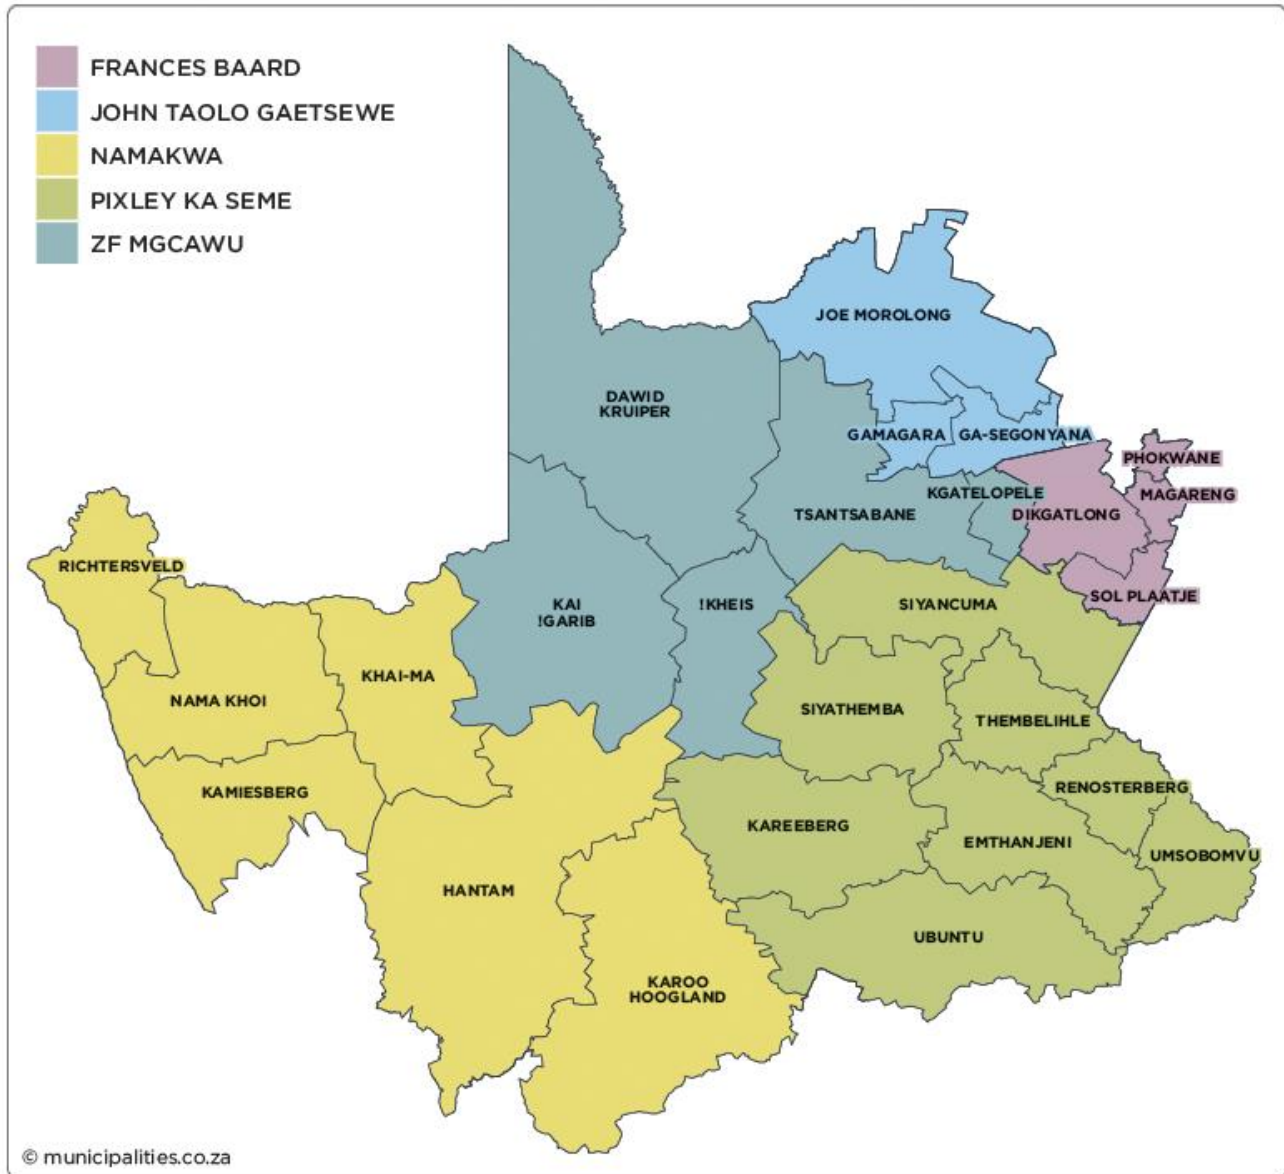 FRANCES BAARD
JOHN TAOLO GAETSEWE
NAMAKWA
PIXLEY KA SEME
ZF MGCAWU
JOE MOROLONG
DAWID
KRUIPER
GAMAGARA
GA-SEGONYANA
PHOKWANE
KGATELOPELE
MAGARENG
TSANTSABANE
DIKGATLONG
RICHTERSVELD
SOL PLAATJE
KAI
!GARIB
!KHEIS
SIYANCUMA
KHAI-MA
NAMA KHOI
SIYATHEMBA
THEMBELIHLE
KAMIESBERG
RENOSTERBERG
KAREEBERG
EMTHANJENI
UMSOBOMVU
HANTAM
UBUNTU
KAROO
HOOGLAND
© municipalities.co.za